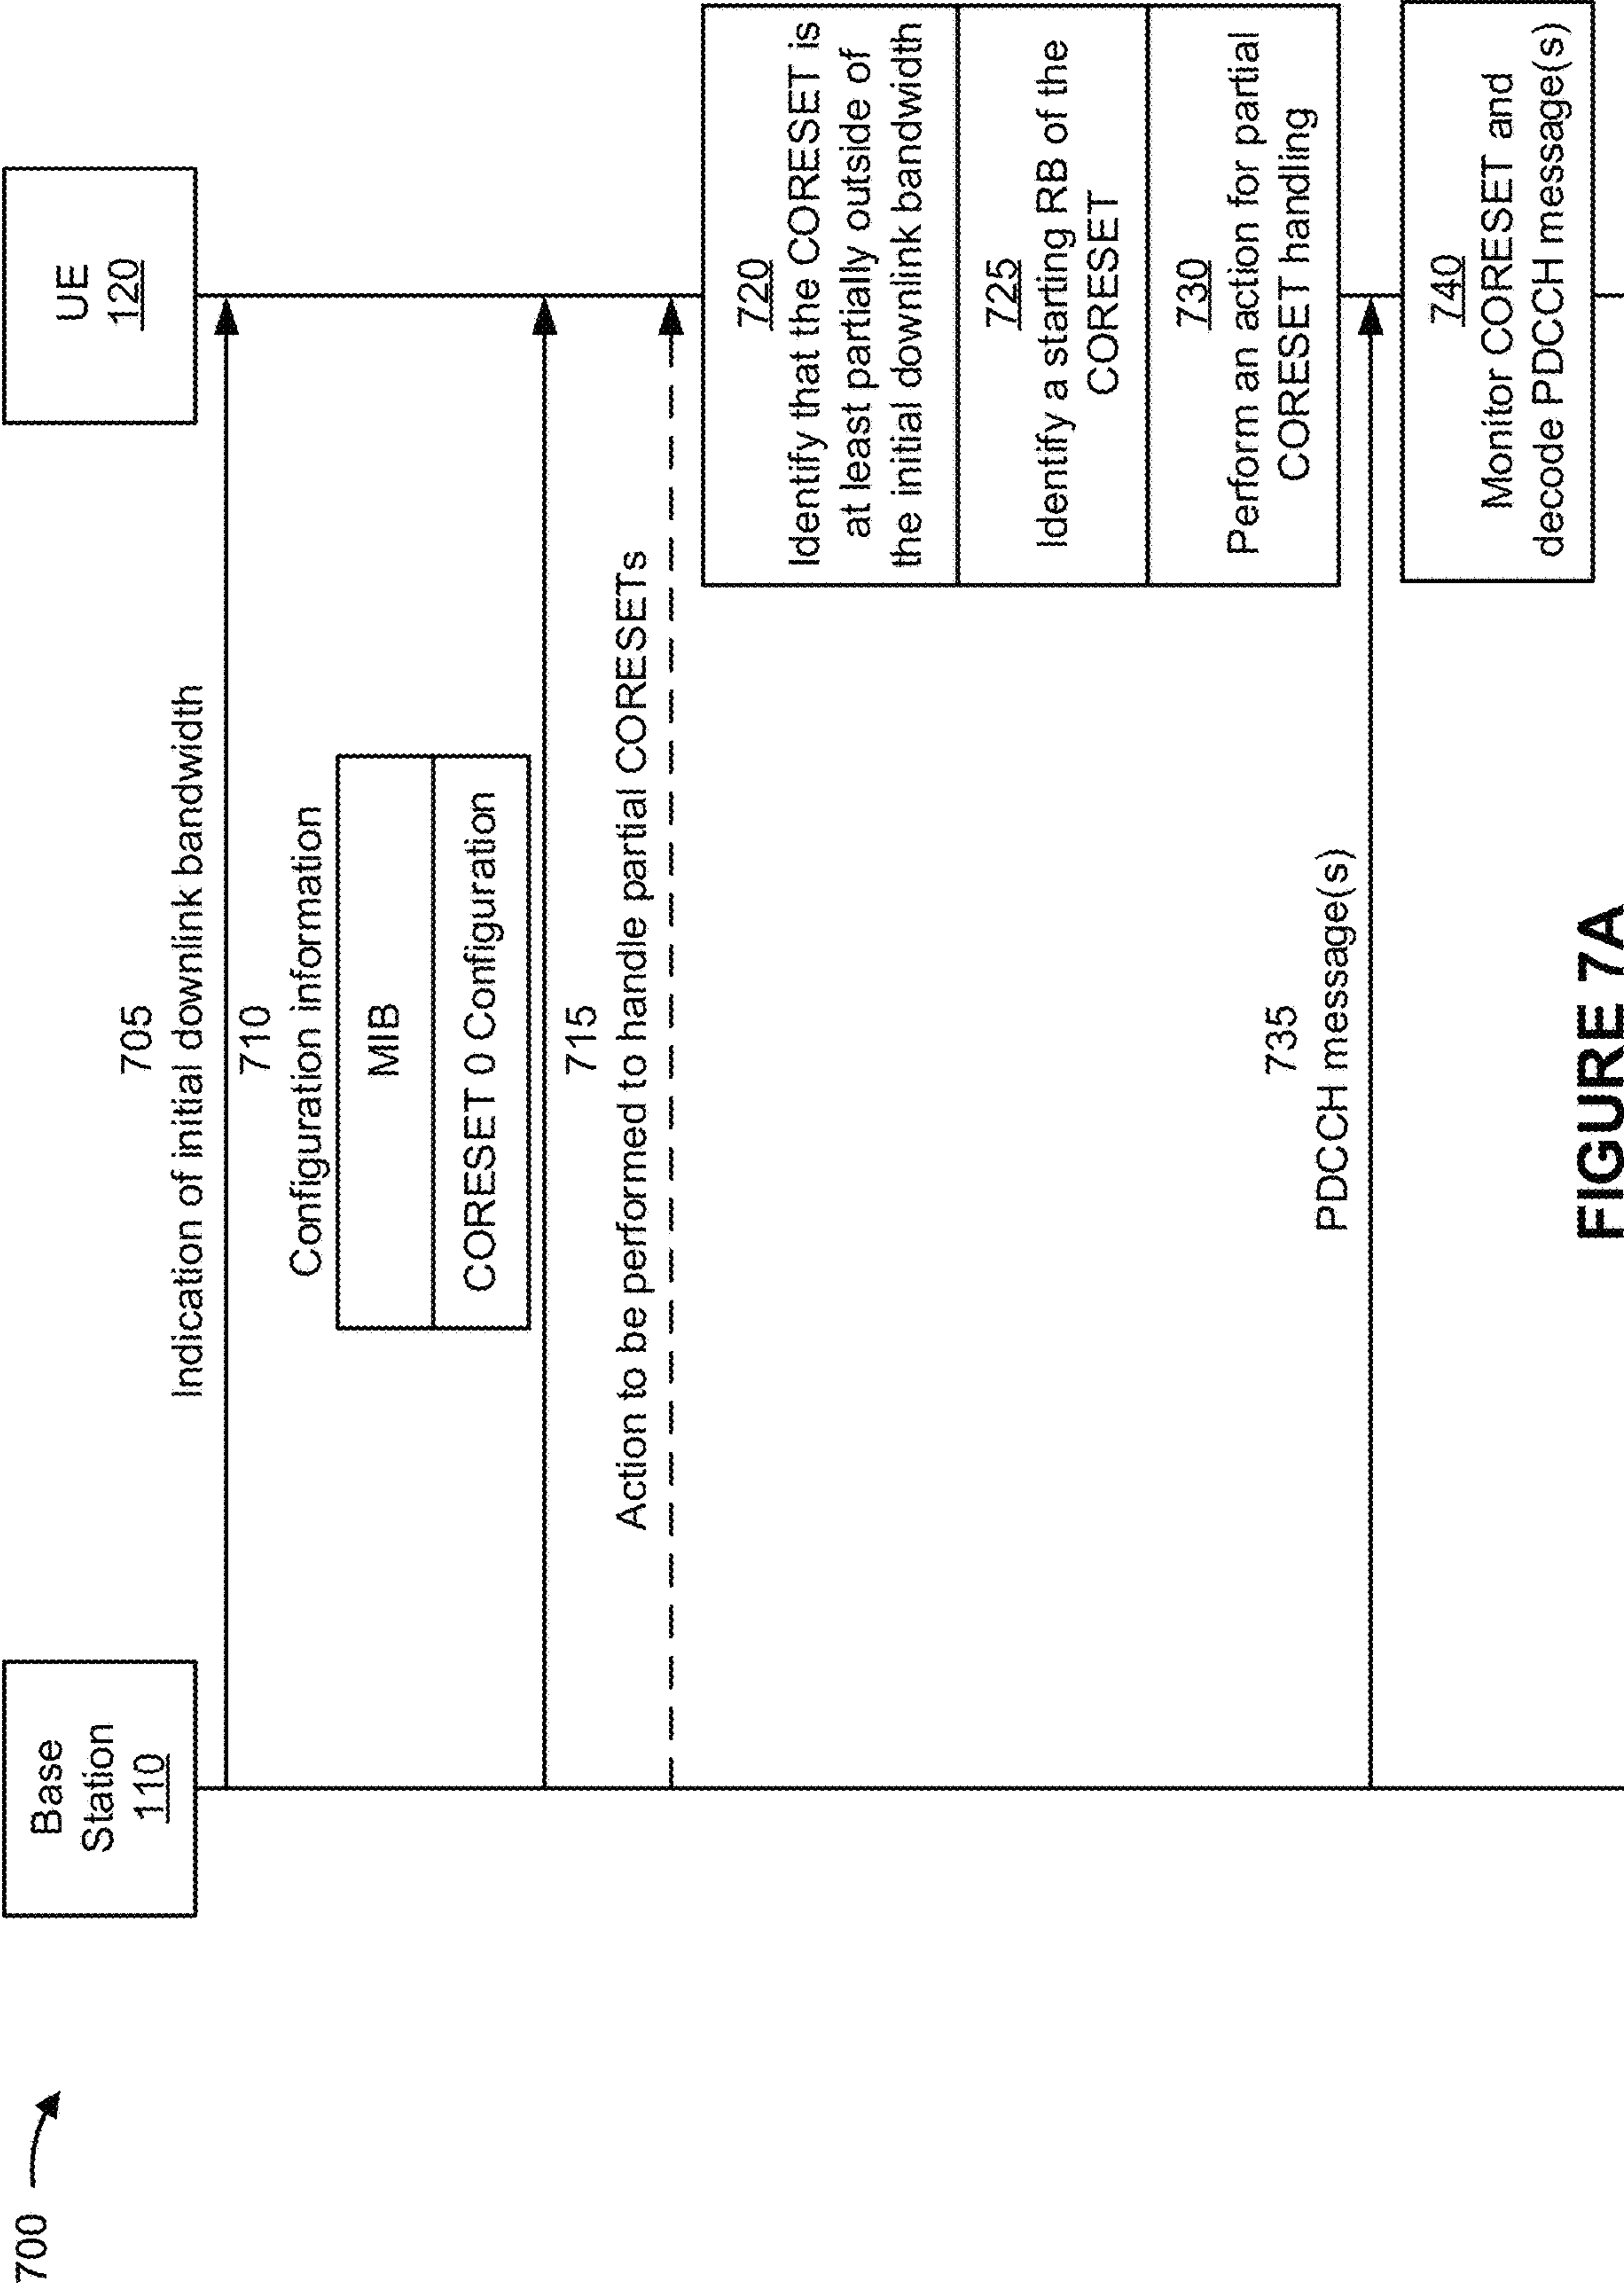 700
Base
Station
110
UE
120
705
Indication of initial downlink bandwidth
710
Configuration information
MIB
CORESET 0 Configuration
715
Action to be performed to handle partial CORESETs
720
Identify that the CORESET is
at least partially outside of
the initial downlink bandwidth
725
Identify a starting RB of the
CORESET
730
Perform an action for partial
CORESET handling
735
PDCCH message(s)
740
Monitor CORESET and
decode PDCCH message(s)
FIGURE 7A